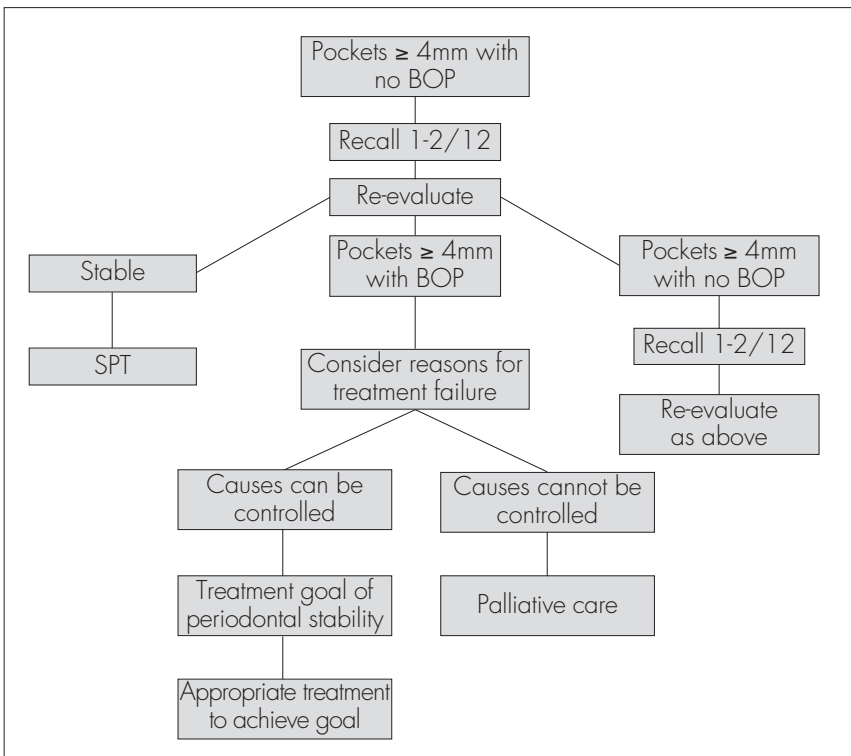 Pockets ≥ 4mm with
no BOP
Recall 1-2/12
Re-evaluate
Stable
SPT
Pockets ≥ 4mm
with BOP
Consider reasons for
treatment failure
Causes can be
controlled
Treatment goal of
periodontal stability
Appropriate treatment
to achieve goal
Causes cannot be
controlled
Palliative care
Pockets ≥ 4mm
with no BOP
Recall 1-2/12
Re-evaluate
as above